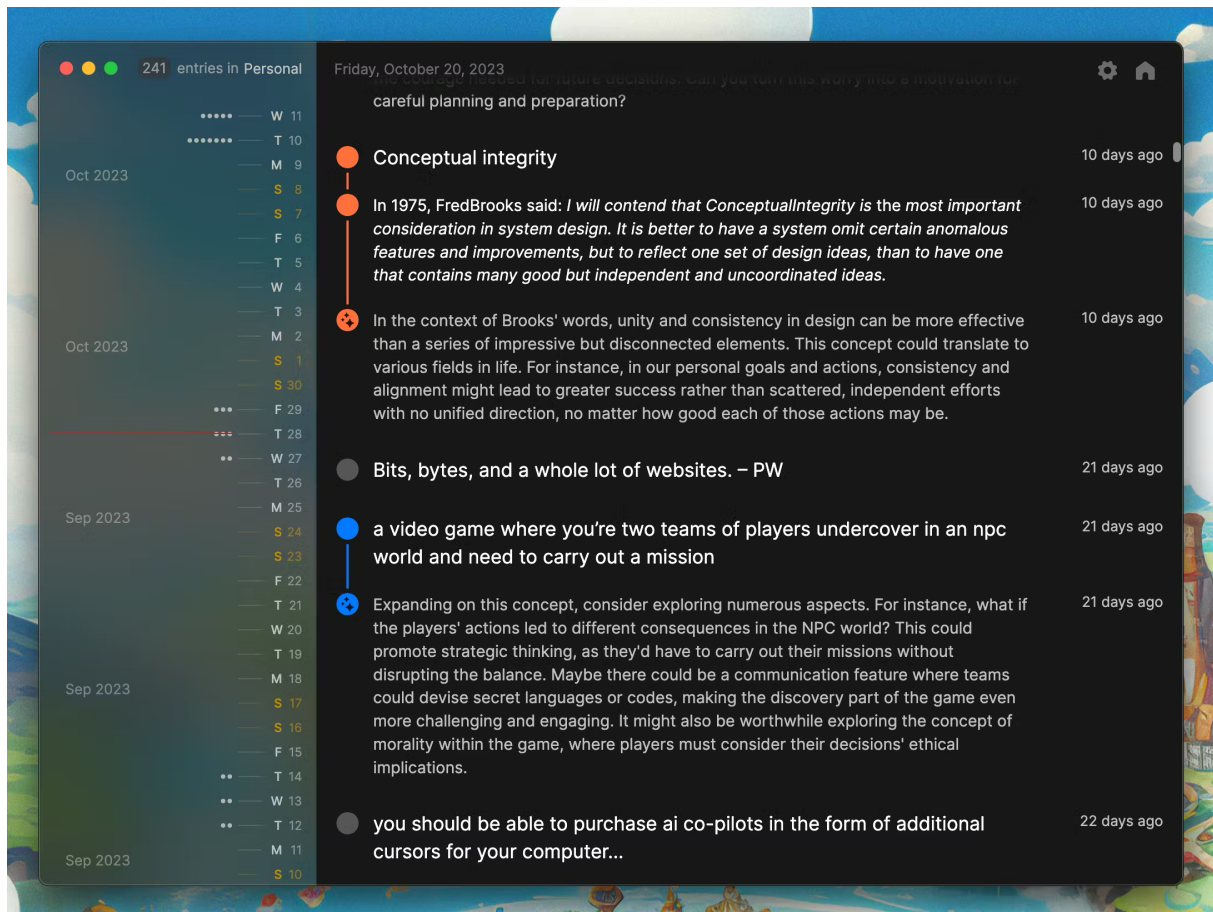 241 entries in Personal
W 11
T 10
M 9
Oct 2023
S 8
S 7
F 6
T 5
W 4
T 3
M 2
Oct 2023
S 1
S 30
F 29
T 28
W 27
T 26
M 25
Sep 2023
S 24
S 23
F 22
T 21
W 20
T 19
M 18
Sep 2023
S 17
S 16
F 15
T 14
W 13
T 12
M 11
Sep 2023
S 10
Friday, October 20, 2023
and courage needed for future decisions. Can you turn this worry into a motivation for
careful planning and preparation?
Conceptual integrity
10 days ago
In 1975, FredBrooks said: I will contend that ConceptualIntegrity is the most important
10 days ago
consideration in system design. It is better to have a system omit certain anomalous
features and improvements, but to reflect one set of design ideas, than to have one
that contains many good but independent and uncoordinated ideas.
In the context of Brooks' words, unity and consistency in design can be more effective
10 days ago
than a series of impressive but disconnected elements. This concept could translate to
various fields in life. For instance, in our personal goals and actions, consistency and
alignment might lead to greater success rather than scattered, independent efforts
with no unified direction, no matter how good each of those actions may be.
Bits, bytes, and a whole lot of websites. – PW
21 days ago
a video game where you’re two teams of players undercover in an npc
21 days ago
world and need to carry out a mission
Expanding on this concept, consider exploring numerous aspects. For instance, what if
21 days ago
the players' actions led to different consequences in the NPC world? This could
promote strategic thinking, as they'd have to carry out their missions without
disrupting the balance. Maybe there could be a communication feature where teams
could devise secret languages or codes, making the discovery part of the game even
more challenging and engaging. It might also be worthwhile exploring the concept of
morality within the game, where players must consider their decisions' ethical
implications.
you should be able to purchase ai co-pilots in the form of additional
22 days ago
cursors for your computer...